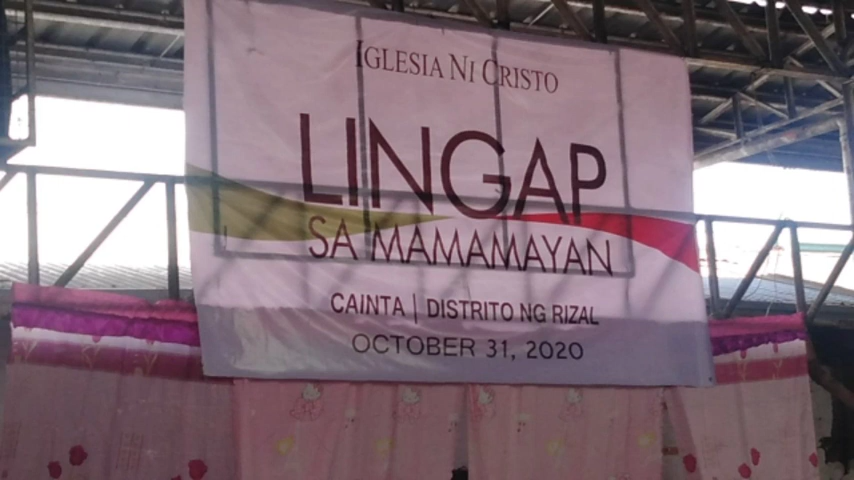 IGLESIA NI CRISTO
LINGAP
SA MAMAMAYAN
CAINTA | DISTRITO NG RIZAL
OCTOBER 31, 2020